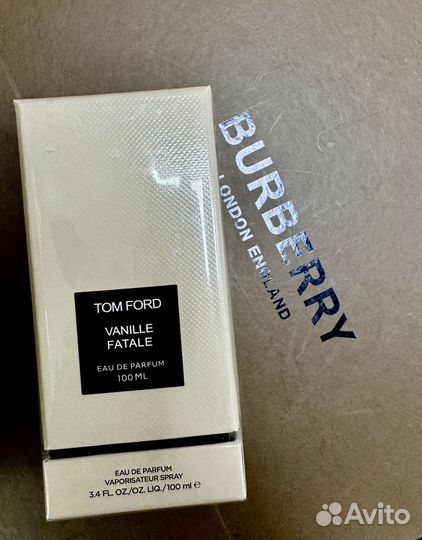 BURBERRY
LONDON ENGLAND
TOM FORD
VANILLE
FATALE
EAU DE PARFUM
100 ML
EAU DE PARFUM
VAPORISATEUR SPRAY
3.4 FL. OZ./OZ. LIQ./100 ml ℮
Avito